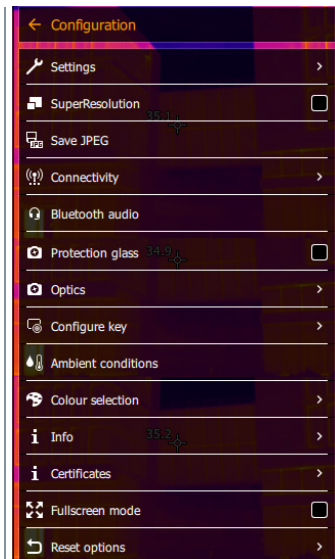 Configuration
Settings
SuperResolution
35.1
JPG
Save JPEG
Connectivity
Bluetooth audio
Protection glass
34.9
Optics
Configure key
Ambient conditions
Colour selection
Info
35.2
Certificates
Fullscreen mode
Reset options